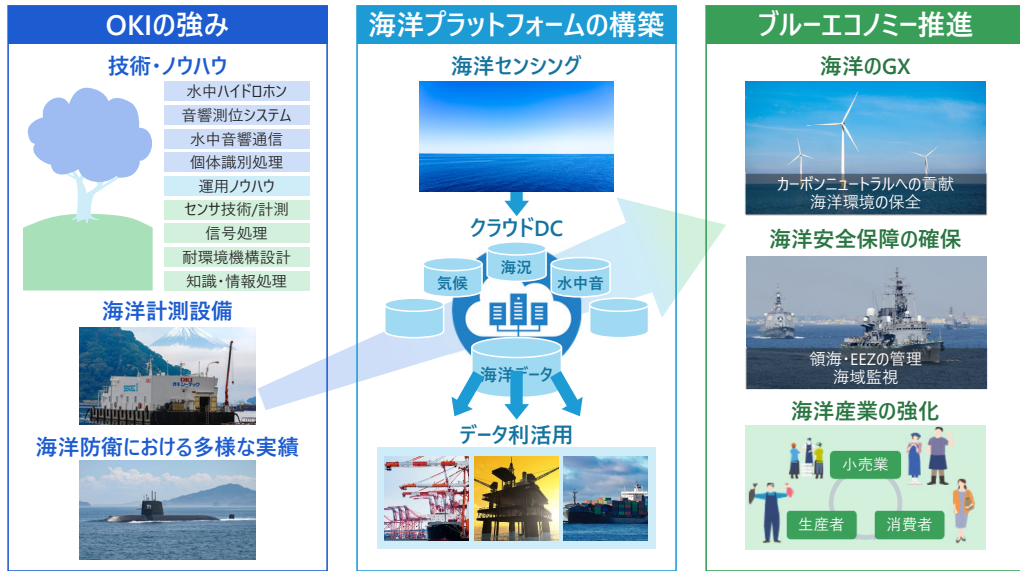 OKIの強み
技術・ノウハウ
水中ハイドロホン
音響測位システム
水中音響通信
個体識別処理
運用ノウハウ
センサ技術/計測
信号処理
耐環境機構設計
知識・情報処理
海洋計測設備
OKI
海洋防衛における多様な実績
海洋プラットフォームの構築
海洋センシング
クラウドDC
海況
気候
水中音
海洋データ
データ利活用
ブルーエコノミー推進
海洋のGX
カーボンニュートラルへの貢献
海洋環境の保全
海洋安全保障の確保
領海・EEZの管理
海域監視
海洋産業の強化
小売業
生産者
消費者